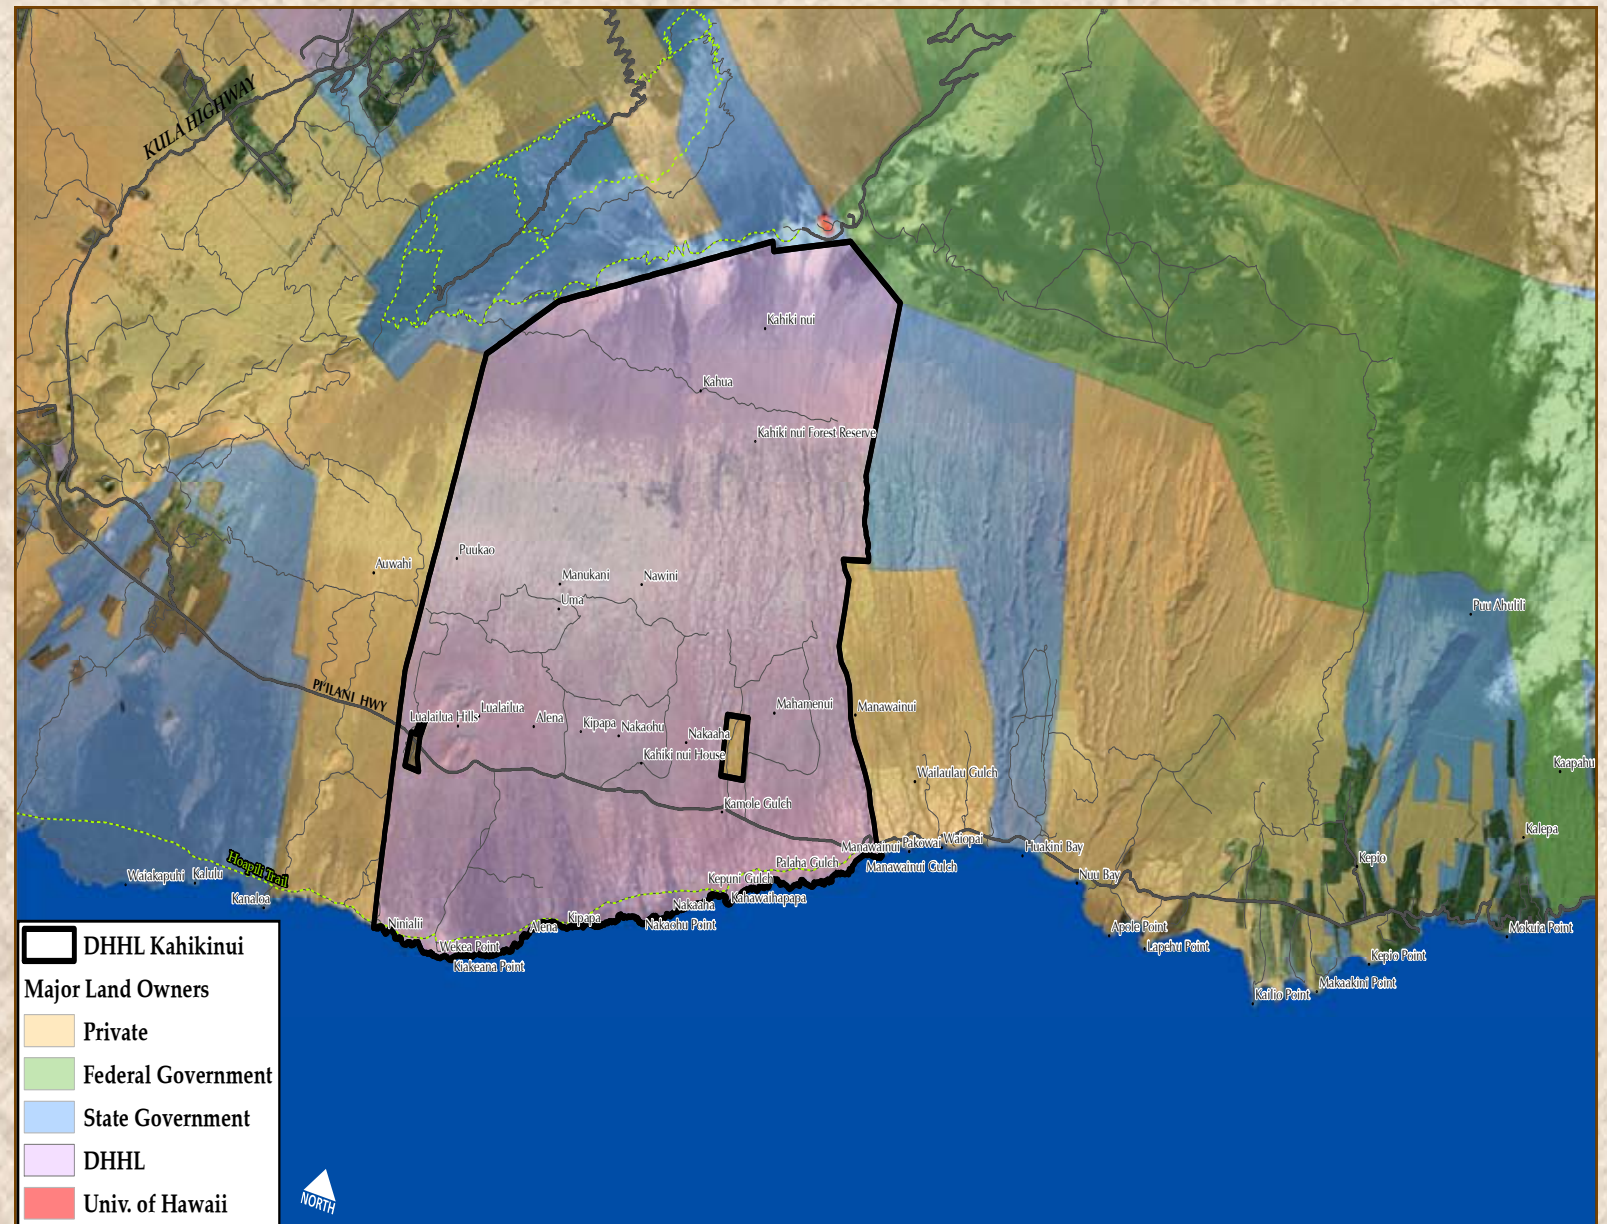 KULA HIGHWAY
Kahiki nui
Kahua
Kahiki nui Forest Reserve
Puukao
Auwahi
Manukani
Nawini
Uma
Puu Ahulili
PI'ILANI HWY
Lualailua
Lualailua Hills
Alena
Kipapa
Nakaohu
Nakaaha
Mahamenui
Manawainui
Kahiki nui House
Kaapahu
Wailaulau Gulch
Kamole Gulch
Kalepa
Manawainui
Pakowai
Waiopai
Huakini Bay
Kepio
Hoapili Trail
Palaha Gulch
Manawainui Gulch
Waiakapuhi
Kalulu
Kepuni Gulch
Nuu Bay
Kanaloa
Nakaaha
Kahawaihapapa
Kipapa
Ninialii
Alena
Nakaohu Point
Apole Point
Mokuia Point
Wekea Point
Lapehu Point
Kepio Point
Kiakeana Point
Makaakini Point
Kailio Point
DHHL Kahikinui
Major Land Owners
Private
Federal Government
State Government
DHHL
Univ. of Hawaii
NORTH